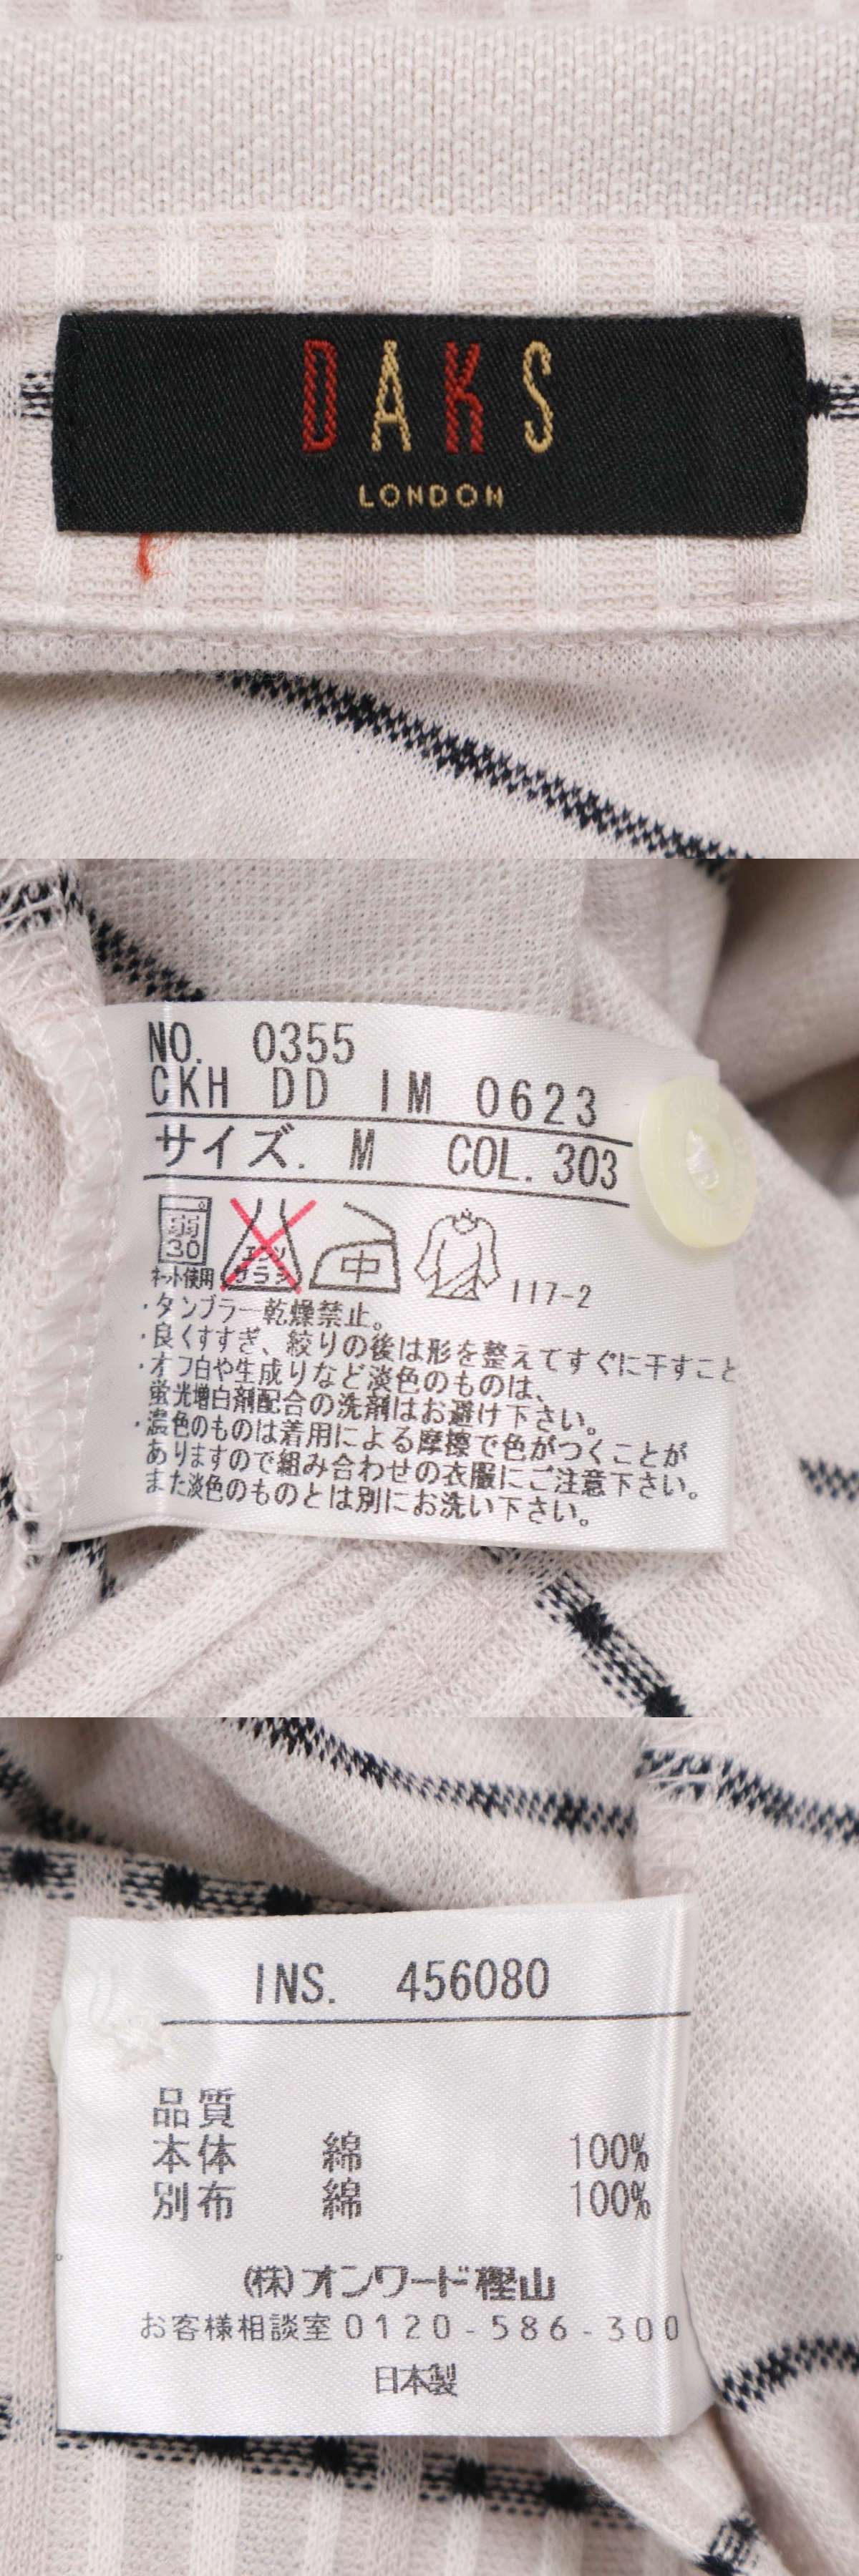 DAKS
LONDON
NO. 0355
CKH DD IM 0623
サイズ. M COL. 303
弱
30
エンソ
サラシ
中
ネット使用
117-2
・タンブラー乾燥禁止。
・良くすすぎ、絞りの後は形を整えてすぐに干すこと
・オフ白や生成りなど淡色のものは、
蛍光増白剤配合の洗剤はお避け下さい。
・濃色のものは着用による摩擦で色がつくことが
ありますので組み合わせの衣服にご注意下さい。
また淡色のものとは別にお洗い下さい。
INS. 456080
品質
本体 綿 100%
別布 綿 100%
(株)オンワード樫山
お客様相談室0120-586-300
日本製